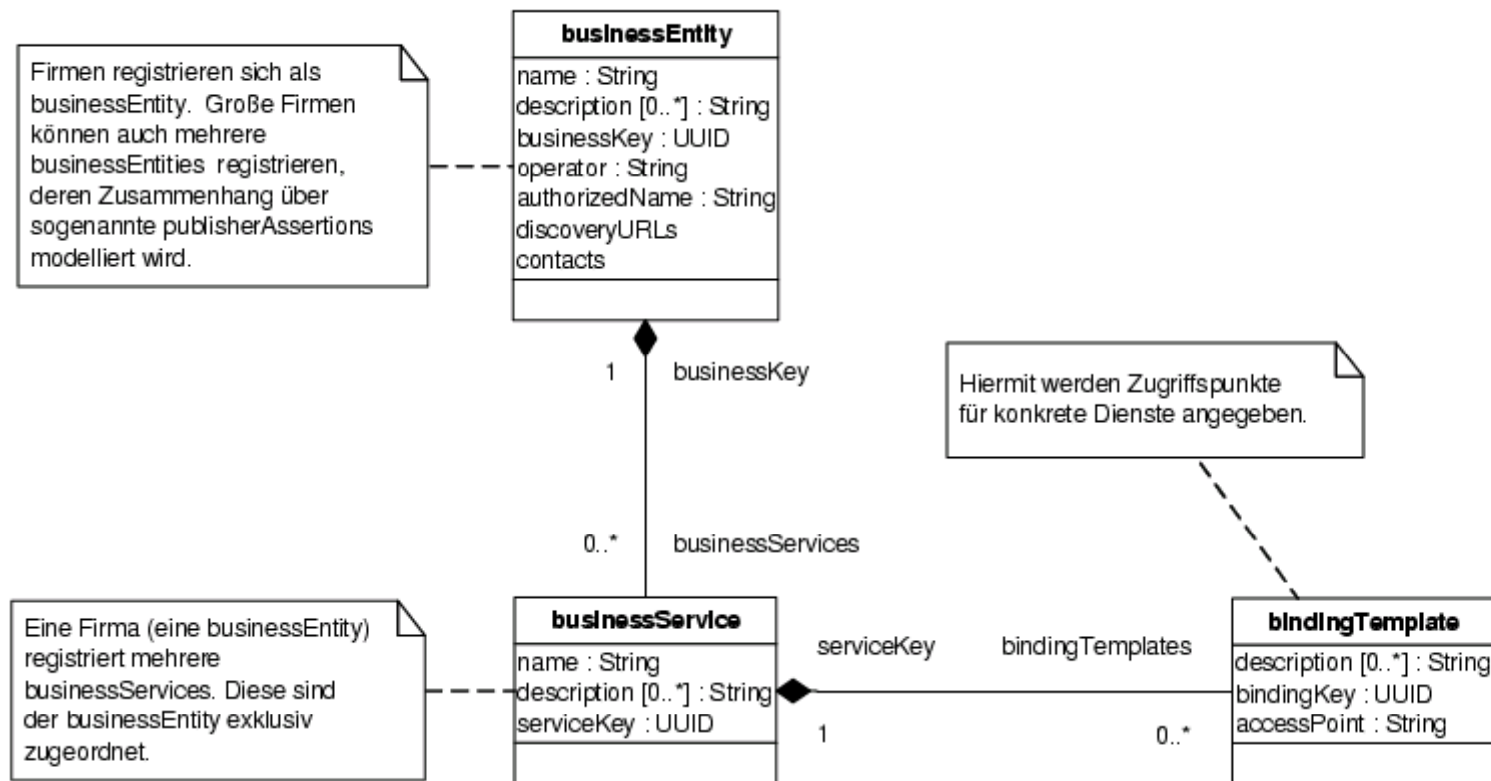 businessEntity
name : String
description [0..*] : String
businessKey : UUID
operator : String
authorizedName : String
discoveryURLs
contacts
Firmen registrieren sich als
businessEntity. Große Firmen
können auch mehrere
businessEntities registrieren,
deren Zusammenhang über
sogenannte publisherAssertions
modelliert wird.
1 businessKey
Hiermit werden Zugriffspunkte
für konkrete Dienste angegeben.
0..* businessServices
Eine Firma (eine businessEntity)
registriert mehrere
businessServices. Diese sind
der businessEntity exklusiv
zugeordnet.
businessService
name : String
description [0..*] : String
serviceKey : UUID
serviceKey bindingTemplates
1 0..*
bindingTemplate
description [0..*] : String
bindingKey : UUID
accessPoint : String